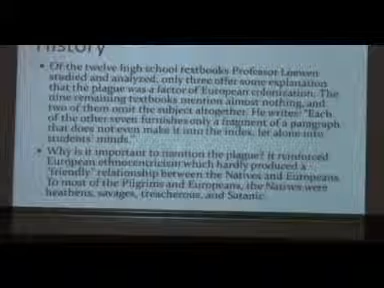 History
• Of the twelve high school textbooks Professor Loewen
studied and analyzed, only three offer some explanation
that the plague was a factor of European colonization. The
nine remaining textbooks mention almost nothing, and
two of them omit the subject altogether. He writes: "Each
of the other seven furnishes only a fragment of a paragraph
that does not even make it into the index, let alone into
students' minds."
• Why is it important to mention the plague? It reinforced
European ethnocentricism which hardly produced a
"friendly" relationship between the Natives and Europeans.
To most of the Pilgrims and Europeans, the Natives were
heathens, savages, treacherous, and Satanic.